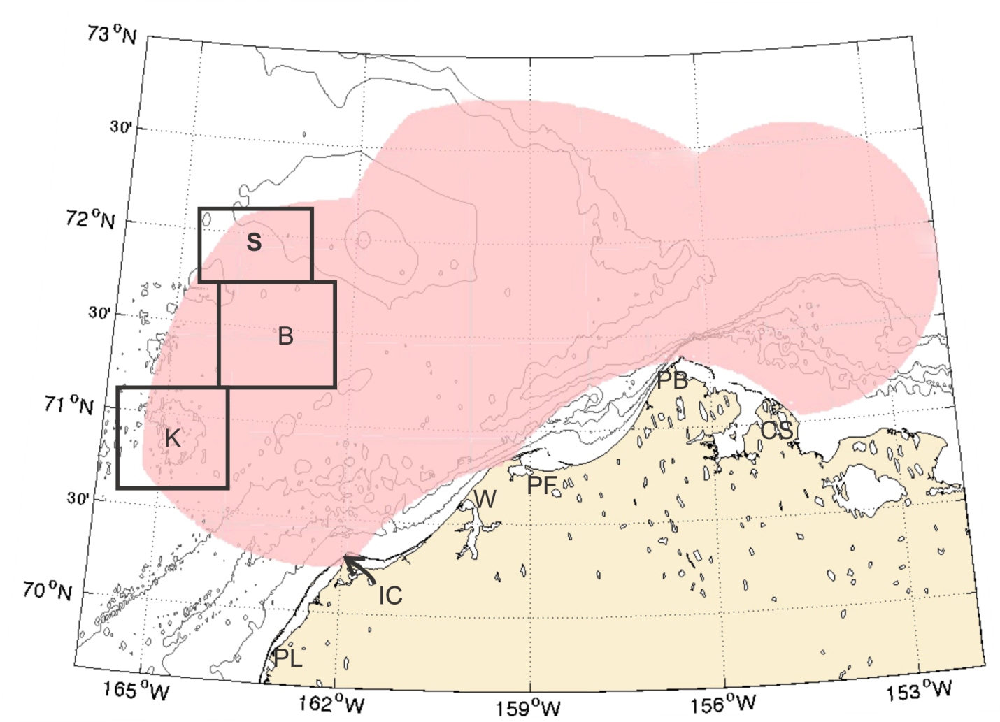 73°N
30'
72°N
S
30'
B
PB
71°N
OS
K
PF
30'
W
70°N
IC
PL
165°W
162°W
159°W
156°W
153°W